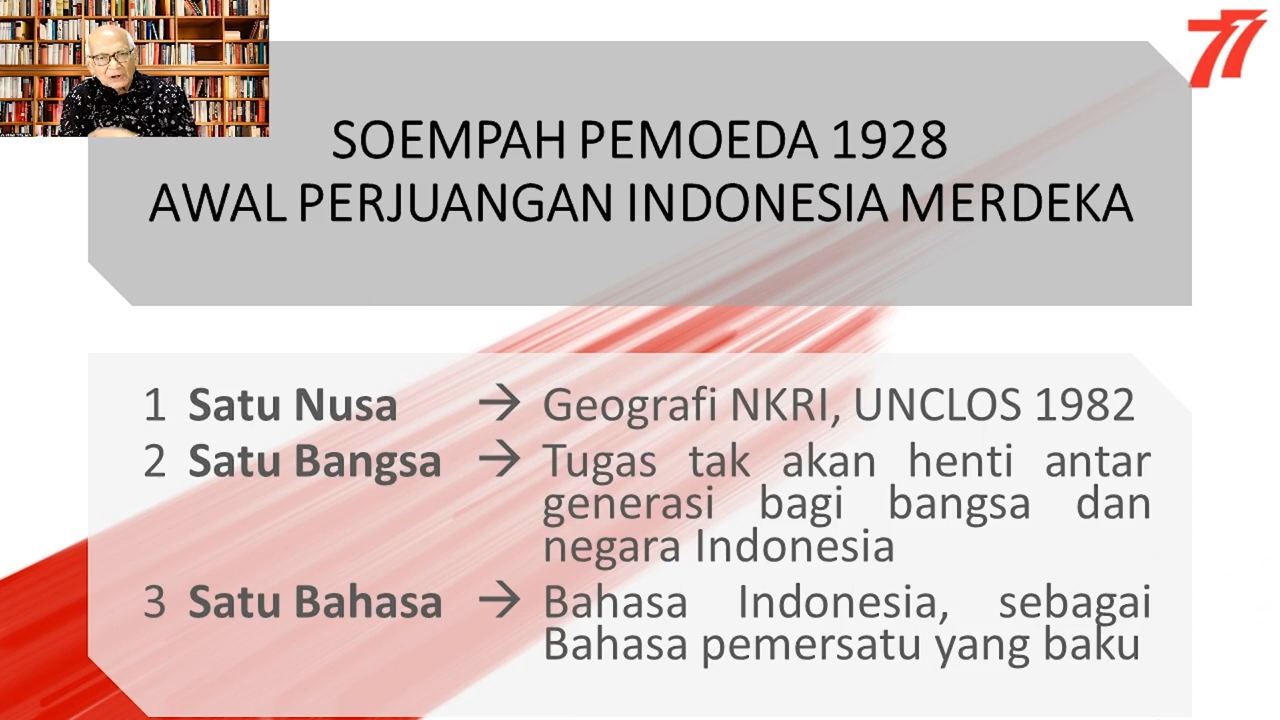 77
SOEMPAH PEMOEDA 1928
AWAL PERJUANGAN INDONESIA MERDEKA
1 Satu Nusa → Geografi NKRI, UNCLOS 1982
2 Satu Bangsa → Tugas tak akan henti antar
generasi bagi bangsa dan
negara Indonesia
3 Satu Bahasa → Bahasa Indonesia, sebagai
Bahasa pemersatu yang baku